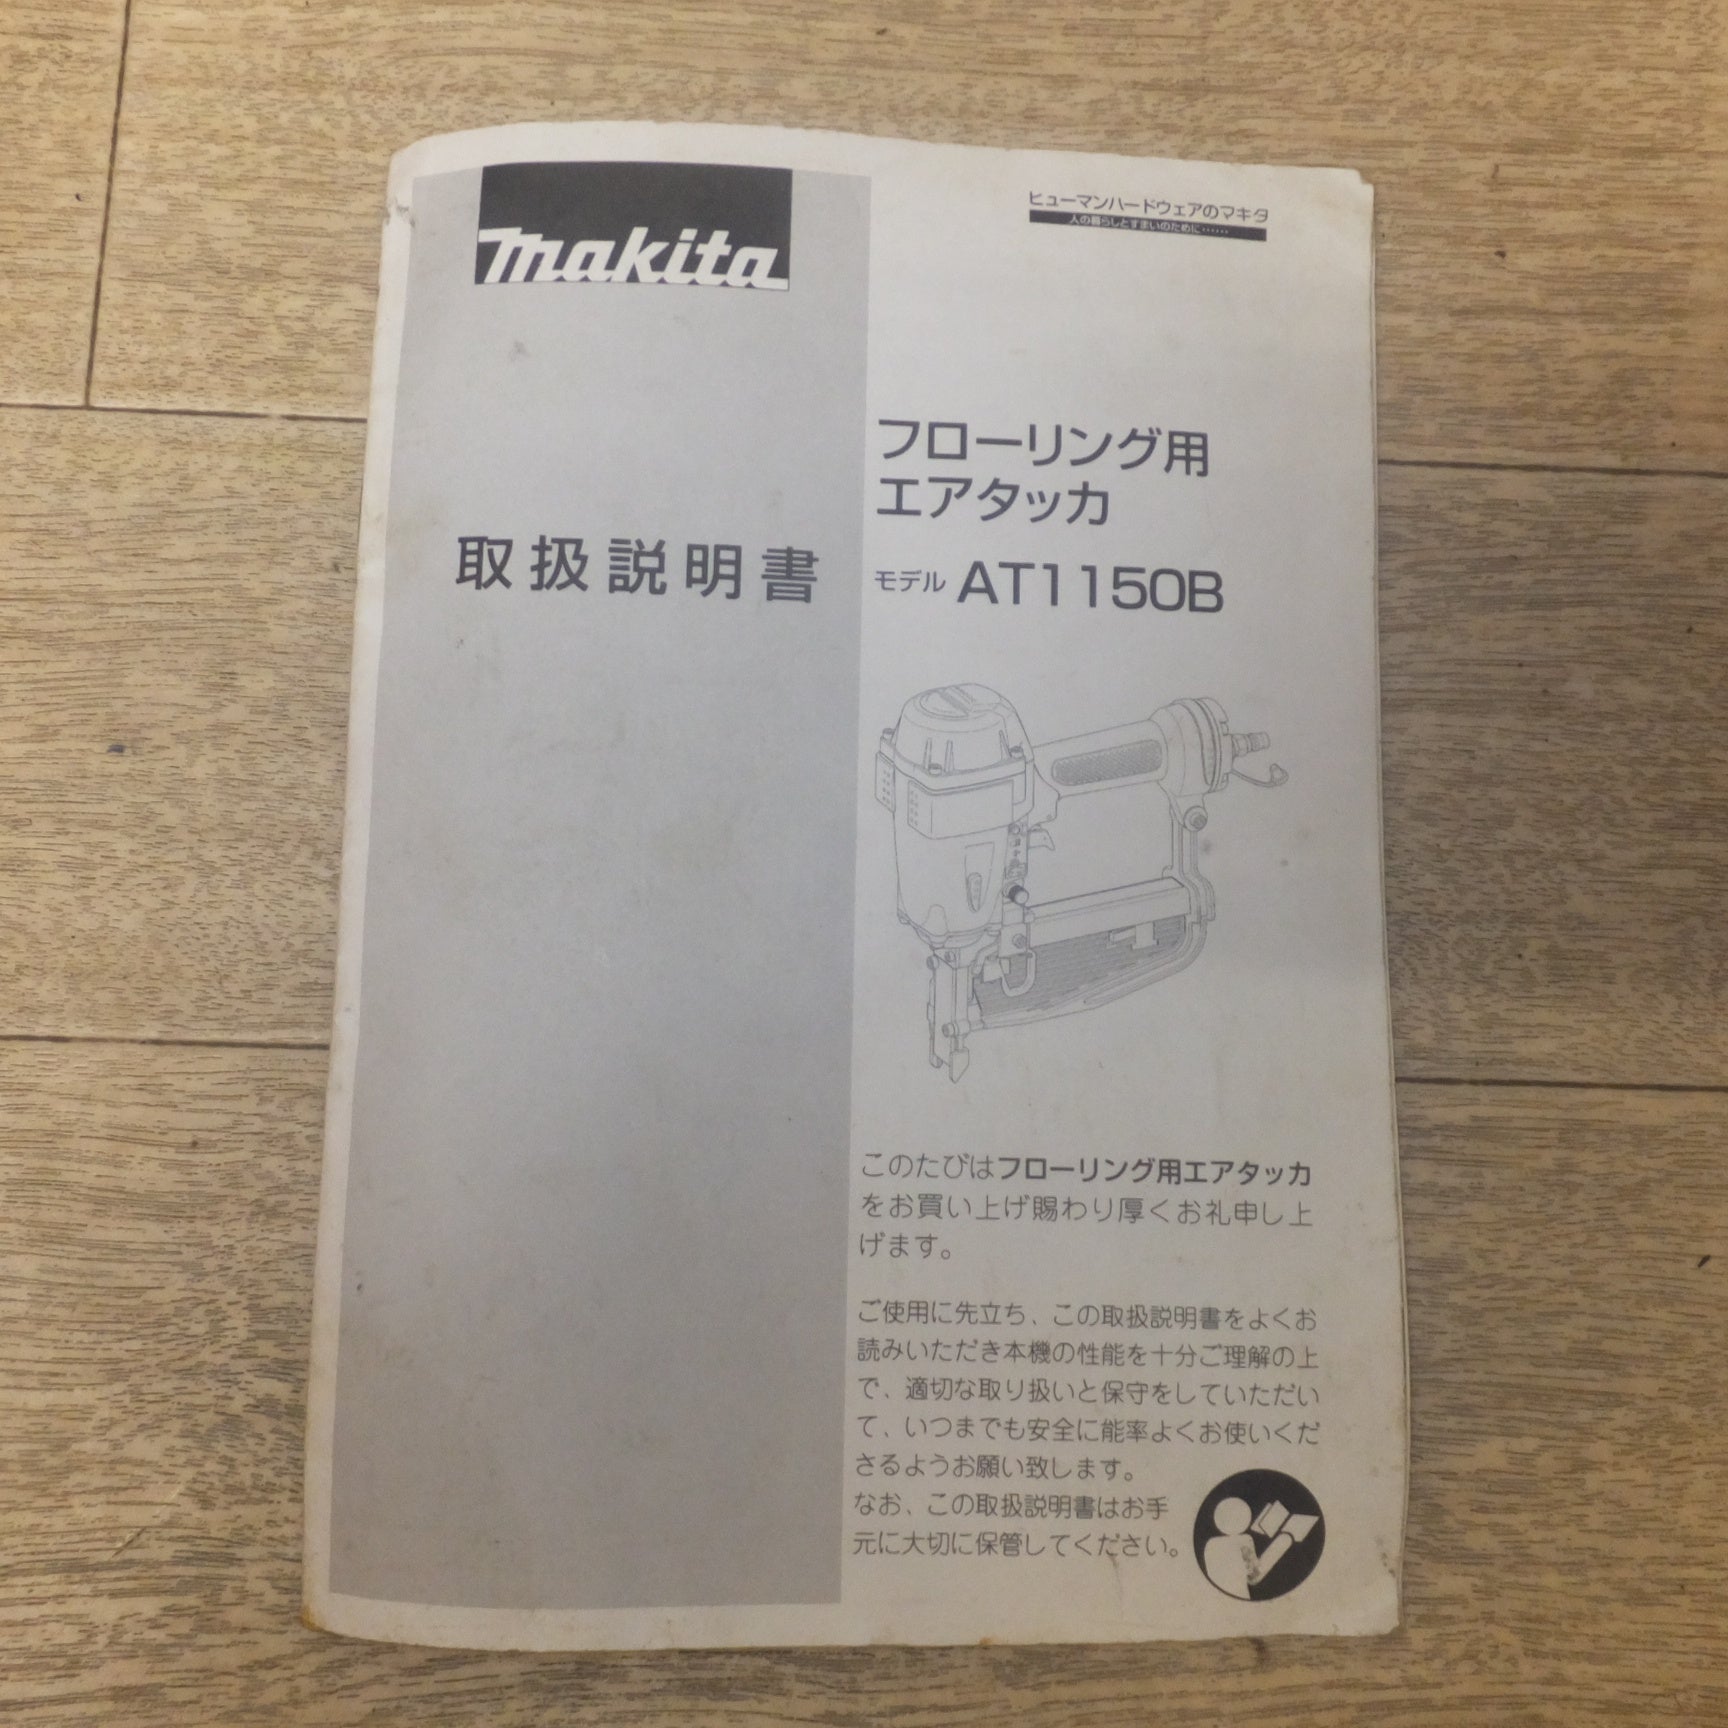 makita
ヒューマンハードウェアのマキタ
人の暮らしとすまいのために……
取扱説明書
フローリング用
エアタッカ
モデル AT1150B
このたびはフローリング用エアタッカ
をお買い上げ賜わり厚くお礼申し上
げます。
ご使用に先立ち、この取扱説明書をよくお
読みいただき本機の性能を十分ご理解の上
で、適切な取り扱いと保守をしていただい
て、いつまでも安全に能率よくお使いくだ
さるようお願い致します。
なお、この取扱説明書はお手
元に大切に保管してください。